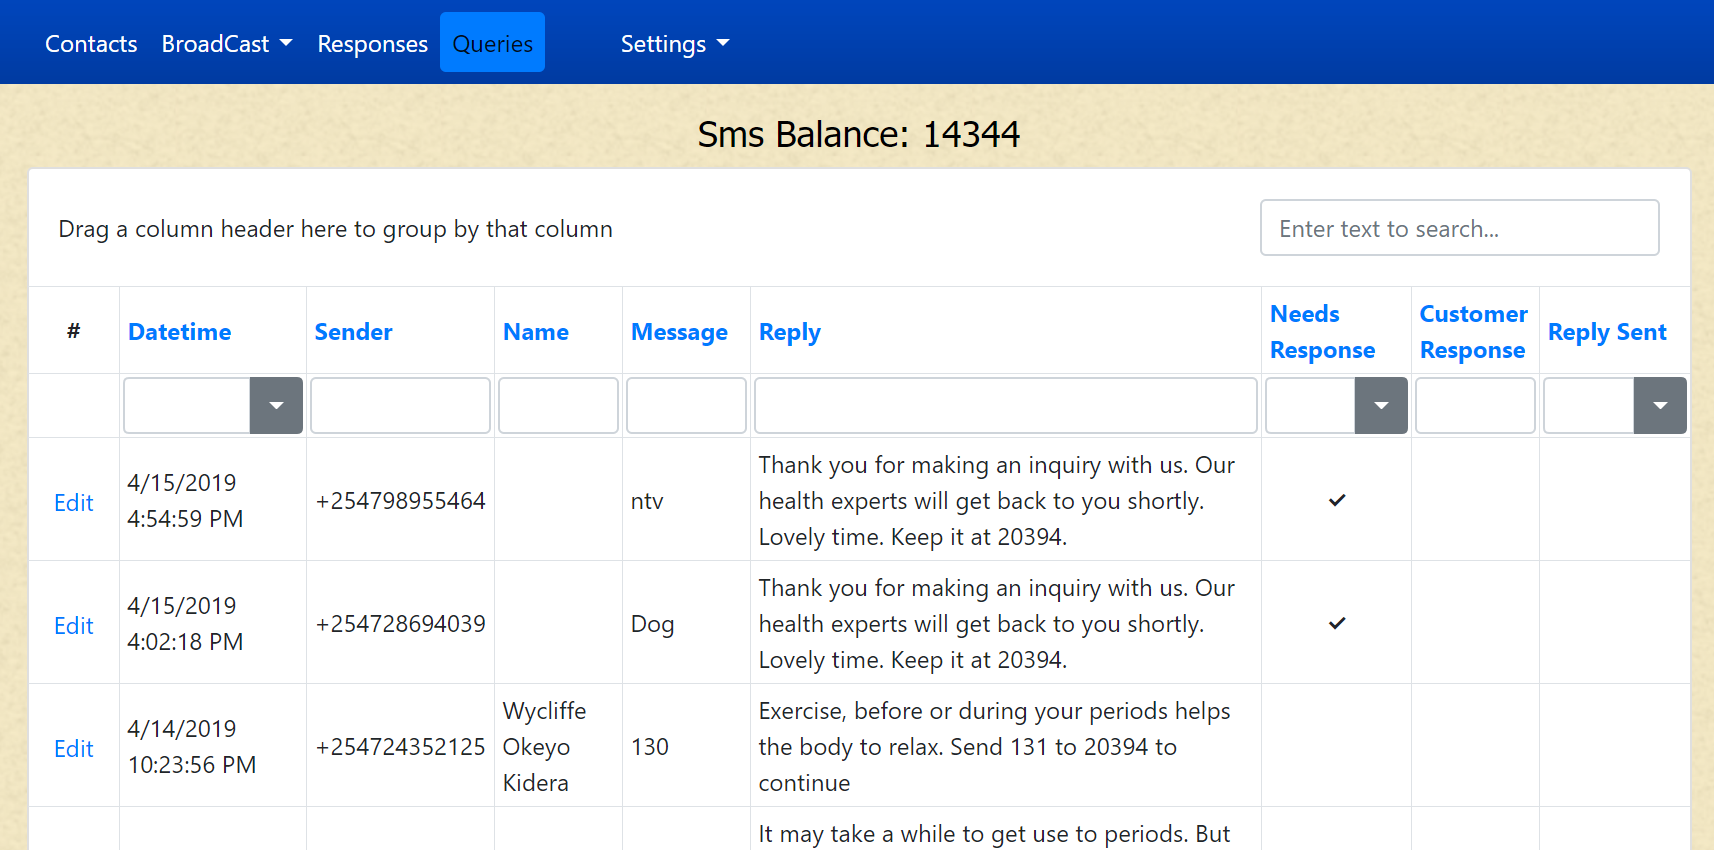 Contacts BroadCast Responses Queries Settings
Sms Balance: 14344
Drag a column header here to group by that column
Enter text to search...
# Datetime Sender Name Message Reply Needs Response Customer Response Reply Sent
Edit
4/15/2019
4:54:59 PM
+254798955464
ntv
Thank you for making an inquiry with us. Our
health experts will get back to you shortly.
Lovely time. Keep it at 20394.
Edit
4/15/2019
4:02:18 PM
+254728694039
Dog
Thank you for making an inquiry with us. Our
health experts will get back to you shortly.
Lovely time. Keep it at 20394.
Edit
4/14/2019
10:23:56 PM
+254724352125
Wycliffe
Okeyo
Kidera
130
Exercise, before or during your periods helps
the body to relax. Send 131 to 20394 to
continue
It may take a while to get use to periods. But